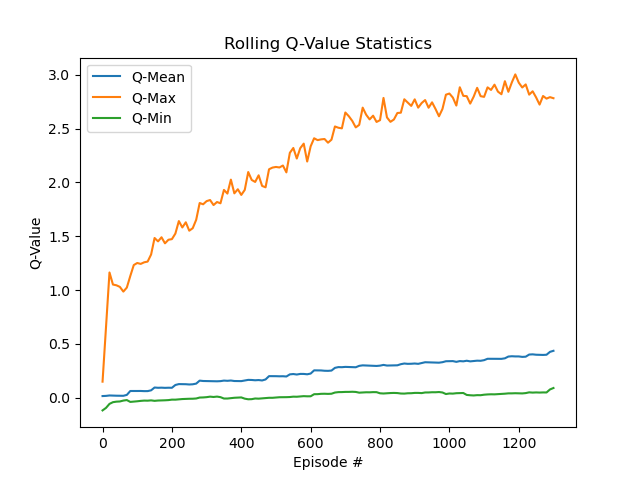 Rolling Q-Value Statistics
Q-Mean
Q-Max
Q-Min
Q-Value
3.0
2.5
2.0
1.5
1.0
0.5
0.0
0 200 400 600 800 1000 1200
Episode #